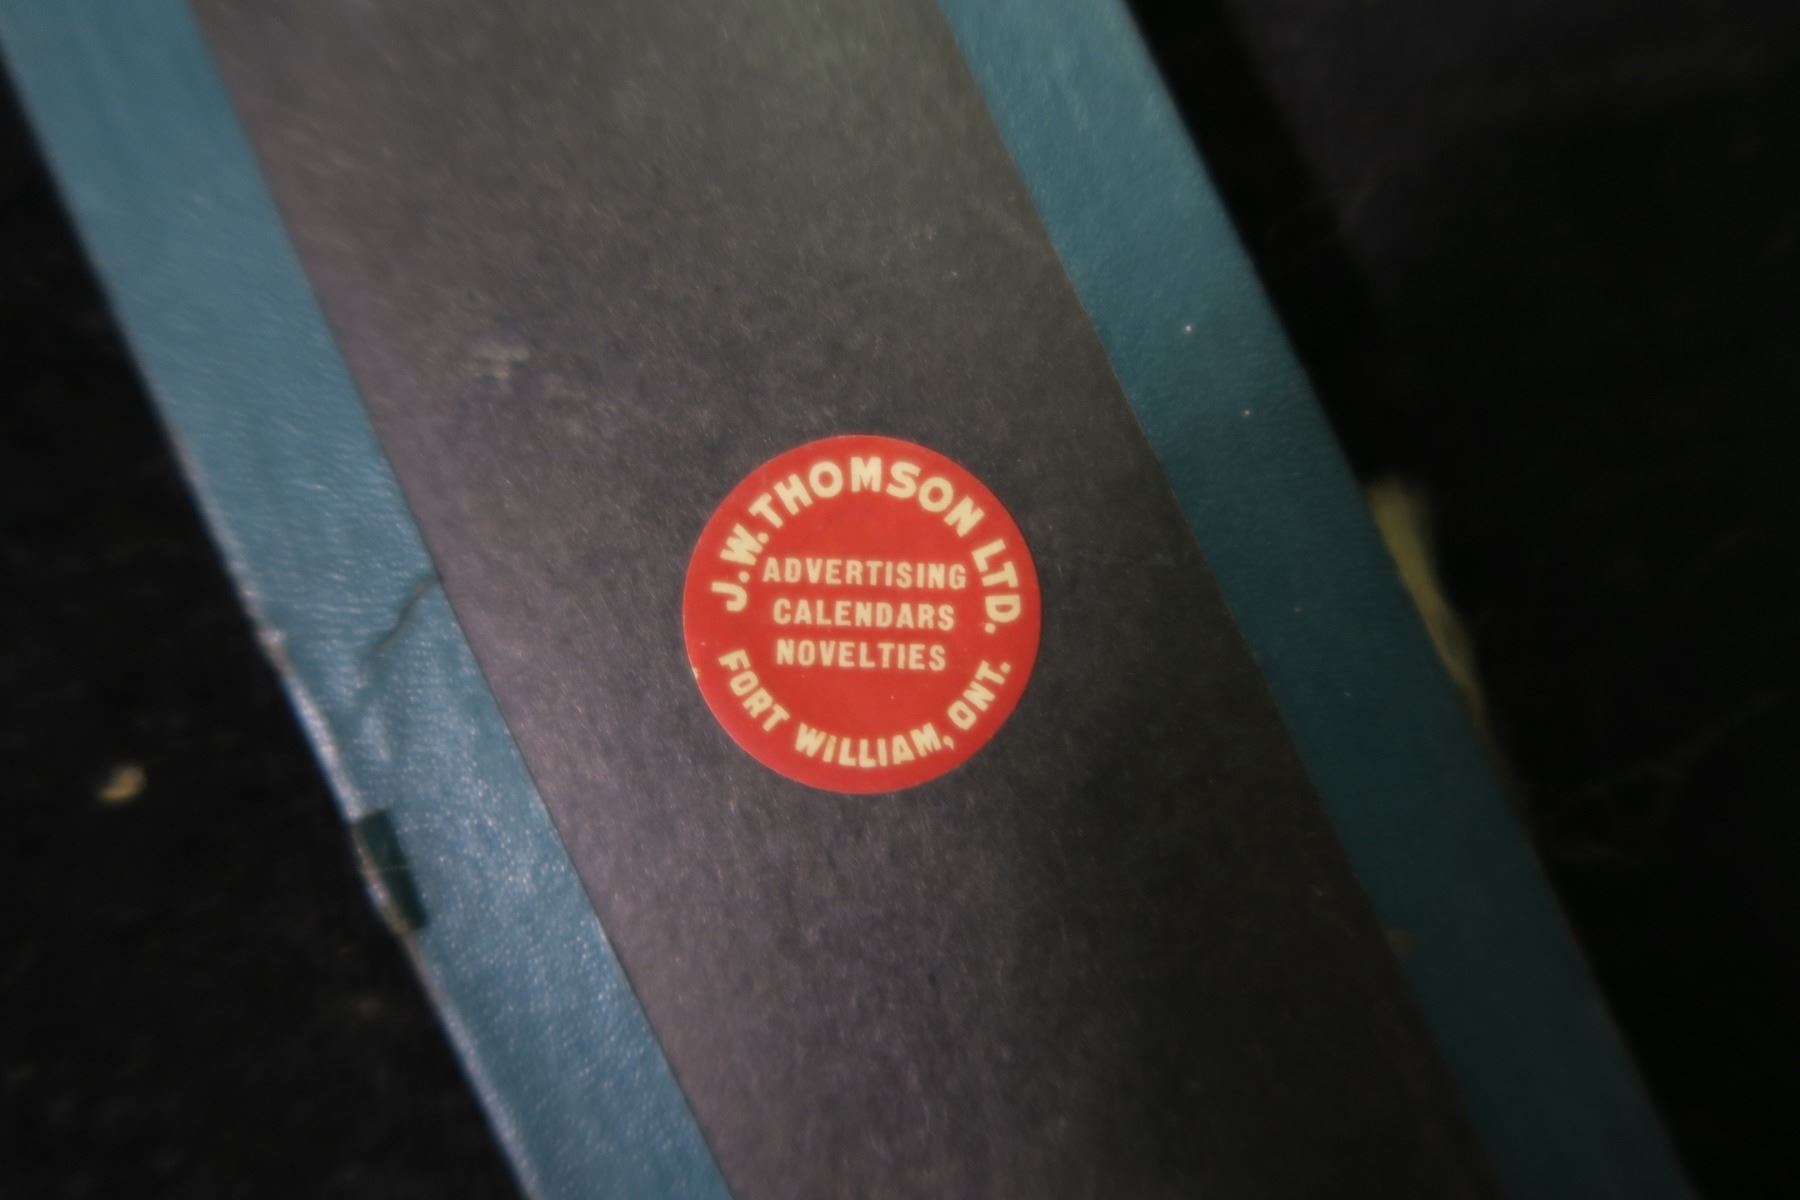 J.W. THOMSON LTD.
ADVERTISING
CALENDARS
NOVELTIES
FORT WILLIAM, ONT.